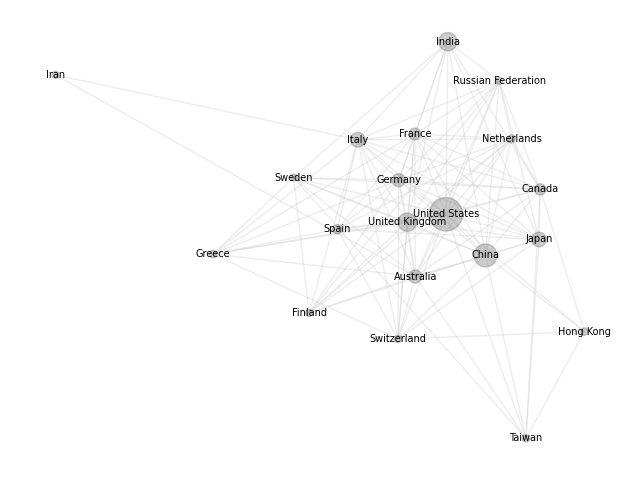 India
Iran
Russian Federation
France
Italy
Netherlands
Sweden
Germany
Canada
United States
United Kingdom
Spain
Japan
Greece
China
Australia
Finland
Hong Kong
Switzerland
Taiwan